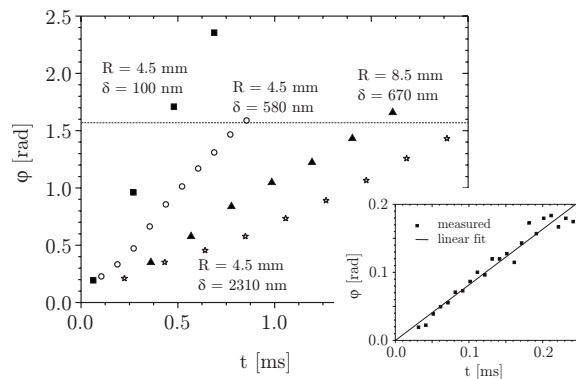 2.5
2.0
1.5
1.0
0.5
0.0
φ [rad]
R = 4.5 mm
δ = 100 nm
R = 4.5 mm
δ = 580 nm
R = 8.5 mm
δ = 670 nm
R = 4.5 mm
δ = 2310 nm
0.0
0.5
1.0
t [ms]
0.2
0.1
0.0
φ [rad]
measured
linear fit
0.0
0.1
0.2
t [ms]